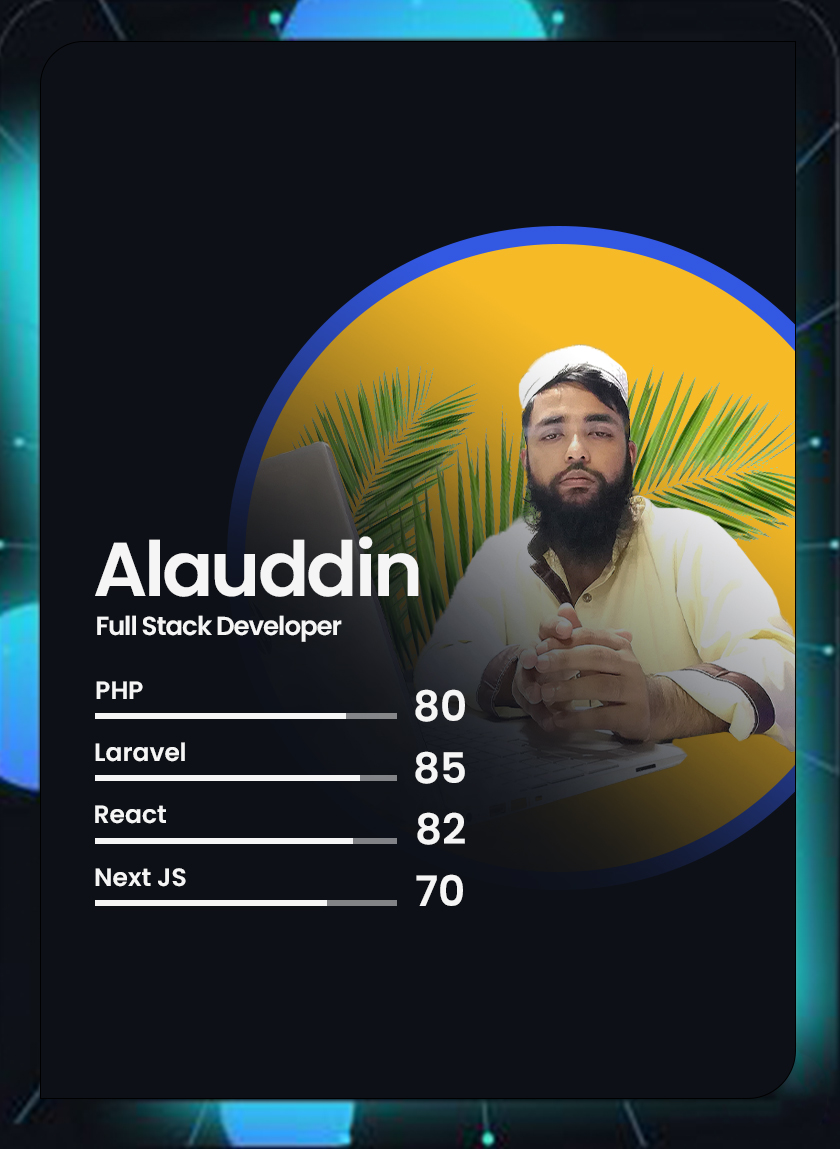 Alauddin
Full Stack Developer
PHP
80
Laravel
85
React
82
Next JS
70